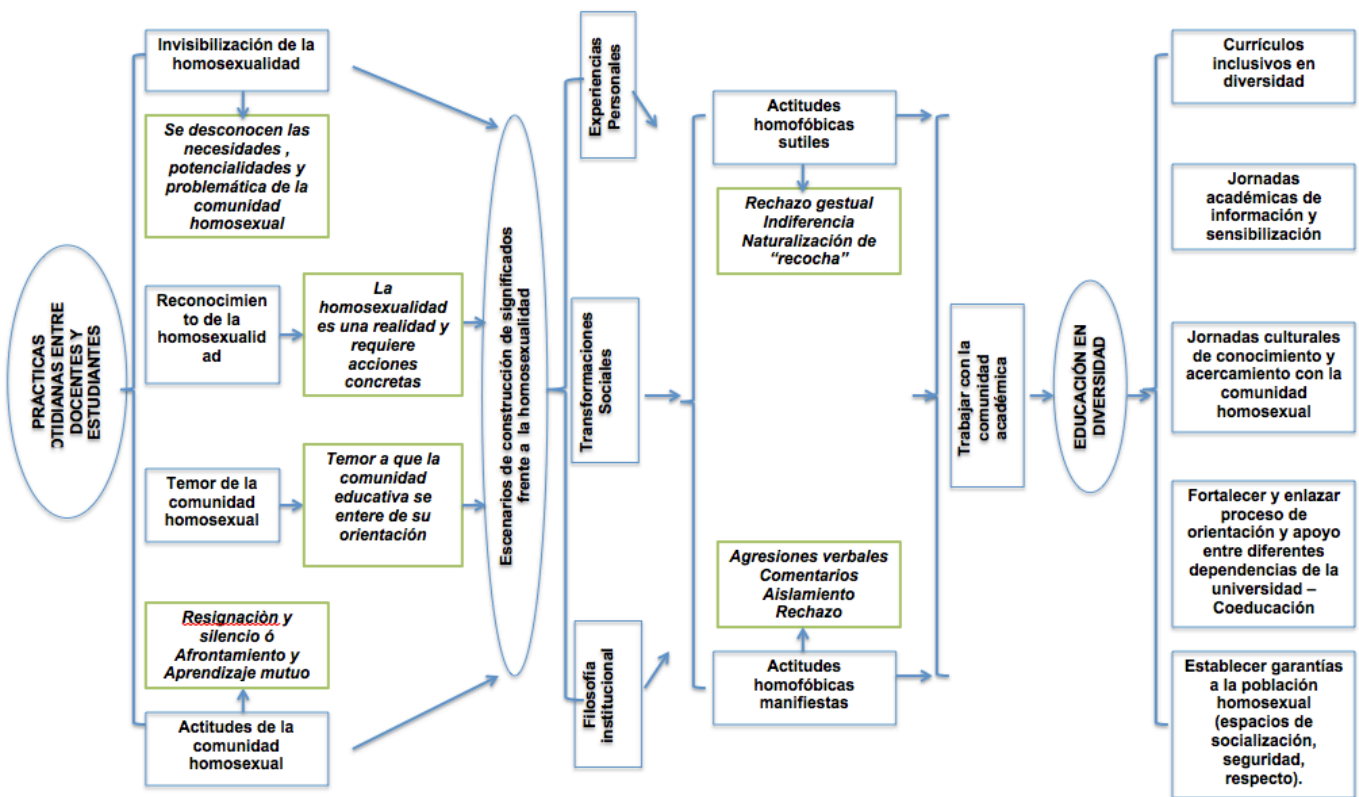 PRÁCTICAS
OTIDIANAS ENTRE
DOCENTES Y
ESTUDIANTES
Invisibilización de la
homosexualidad
Se desconocen las
necesidades ,
potencialidades y
problemática de la
comunidad
homosexual
Reconocimien
to de la
homosexualid
ad
La
homosexualidad
es una realidad y
requiere
acciones
concretas
Temor de la
comunidad
homosexual
Temor a que la
comunidad
educativa se
entere de su
orientación
Resignaciòn y
silencio ó
Afrontamiento y
Aprendizaje mutuo
Actitudes de la
comunidad
homosexual
Escenarios de construcción de significados
frente a la homosexualidad
Experiencias
Personales
Transformaciones
Sociales
Filosofía
institucional
Actitudes
homofóbicas
sutiles
Rechazo gestual
Indiferencia
Naturalización de
“recocha”
Agresiones verbales
Comentarios
Aislamiento
Rechazo
Actitudes
homofóbicas
manifiestas
Trabajar con la
comunidad
académica
EDUCACIÓN EN
DIVERSIDAD
Currículos
inclusivos en
diversidad
Jornadas
académicas de
información y
sensibilización
Jornadas culturales
de conocimiento y
acercamiento con la
comunidad
homosexual
Fortalecer y enlazar
proceso de
orientación y apoyo
entre diferentes
dependencias de la
universidad –
Coeducación
Establecer garantías
a la población
homosexual
(espacios de
socialización,
seguridad,
respecto).